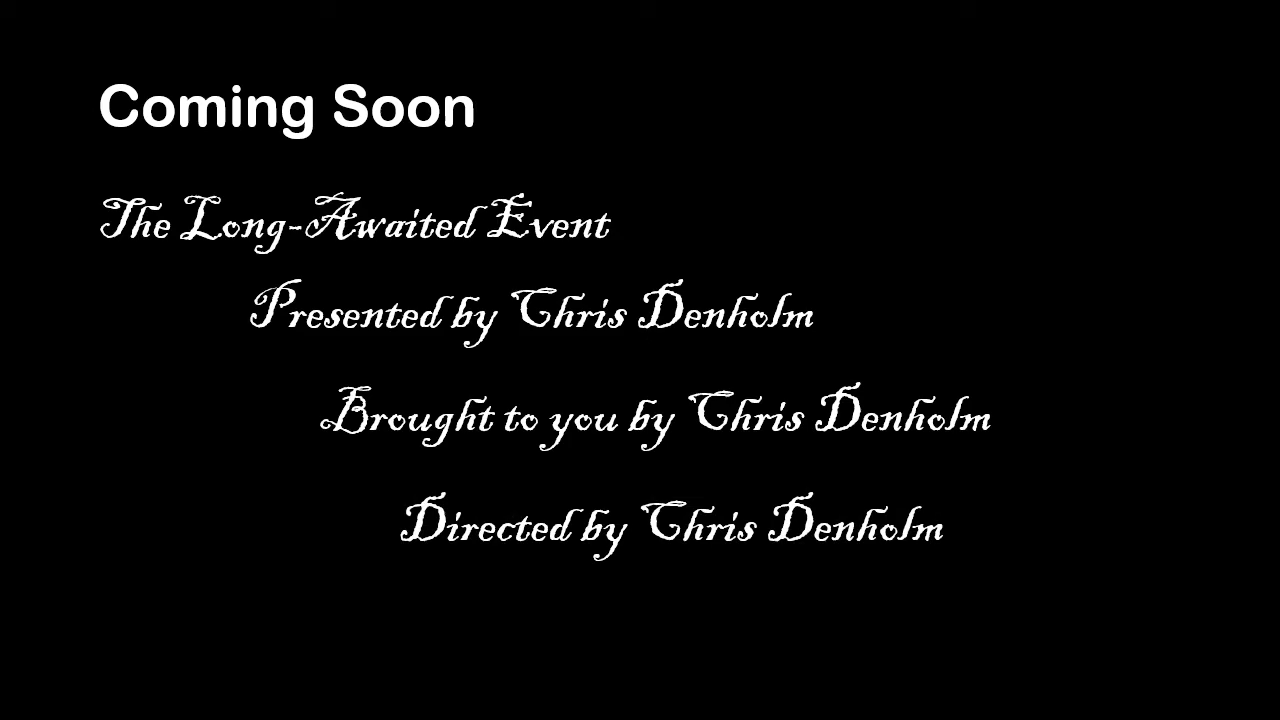 Coming Soon
The Long-Awaited Event
Presented by Chris Denholm
Brought to you by Chris Denholm
Directed by Chris Denholm